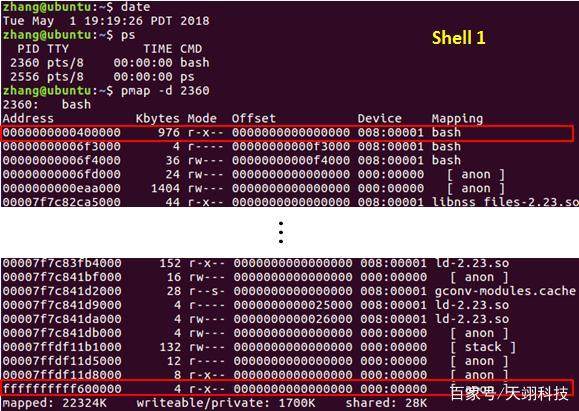 zhang@ubuntu:~$ date
Tue May  1 19:19:26 PDT 2018
zhang@ubuntu:~$ ps
Shell 1
PID TTY          TIME CMD
2360 pts/8    00:00:00 bash
2556 pts/8    00:00:00 ps
zhang@ubuntu:~$ pmap -d 2360
2360:   bash
Address           Kbytes Mode  Offset           Device    Mapping
0000000000400000     976 r-x-- 0000000000000000 008:00001 bash
00000000006f3000       4 r---- 00000000000f3000 008:00001 bash
00000000006f4000      36 rw--- 00000000000f4000 008:00001 bash
00000000006fd000      24 rw--- 0000000000000000 000:00000   [ anon ]
0000000000eaa000    1404 rw--- 0000000000000000 000:00000   [ anon ]
00007f7c82ca5000      44 r-x-- 0000000000000000 008:00001 libnss_files-2.23.so
00007f7c83fb4000     152 r-x-- 0000000000000000 008:00001 ld-2.23.so
00007f7c841bf000      16 rw--- 0000000000000000 000:00000   [ anon ]
00007f7c841d2000      28 r--s- 0000000000000000 008:00001 gconv-modules.cache
00007f7c841d9000       4 r---- 0000000000025000 008:00001 ld-2.23.so
00007f7c841da000       4 rw--- 0000000000026000 008:00001 ld-2.23.so
00007f7c841db000       4 rw--- 0000000000000000 000:00000   [ anon ]
00007ffdf11b1000     132 rw--- 0000000000000000 000:00000   [ stack ]
00007ffdf11d5000      12 r---- 0000000000000000 000:00000   [ anon ]
00007ffdf11d8000       8 r-x-- 0000000000000000 000:00000   [ anon ]
ffffffffff600000       4 r-x-- 0000000000000000 000:00000
百家号/天翊科技
mapped: 22324K    writeable/private: 1700K    shared: 28K